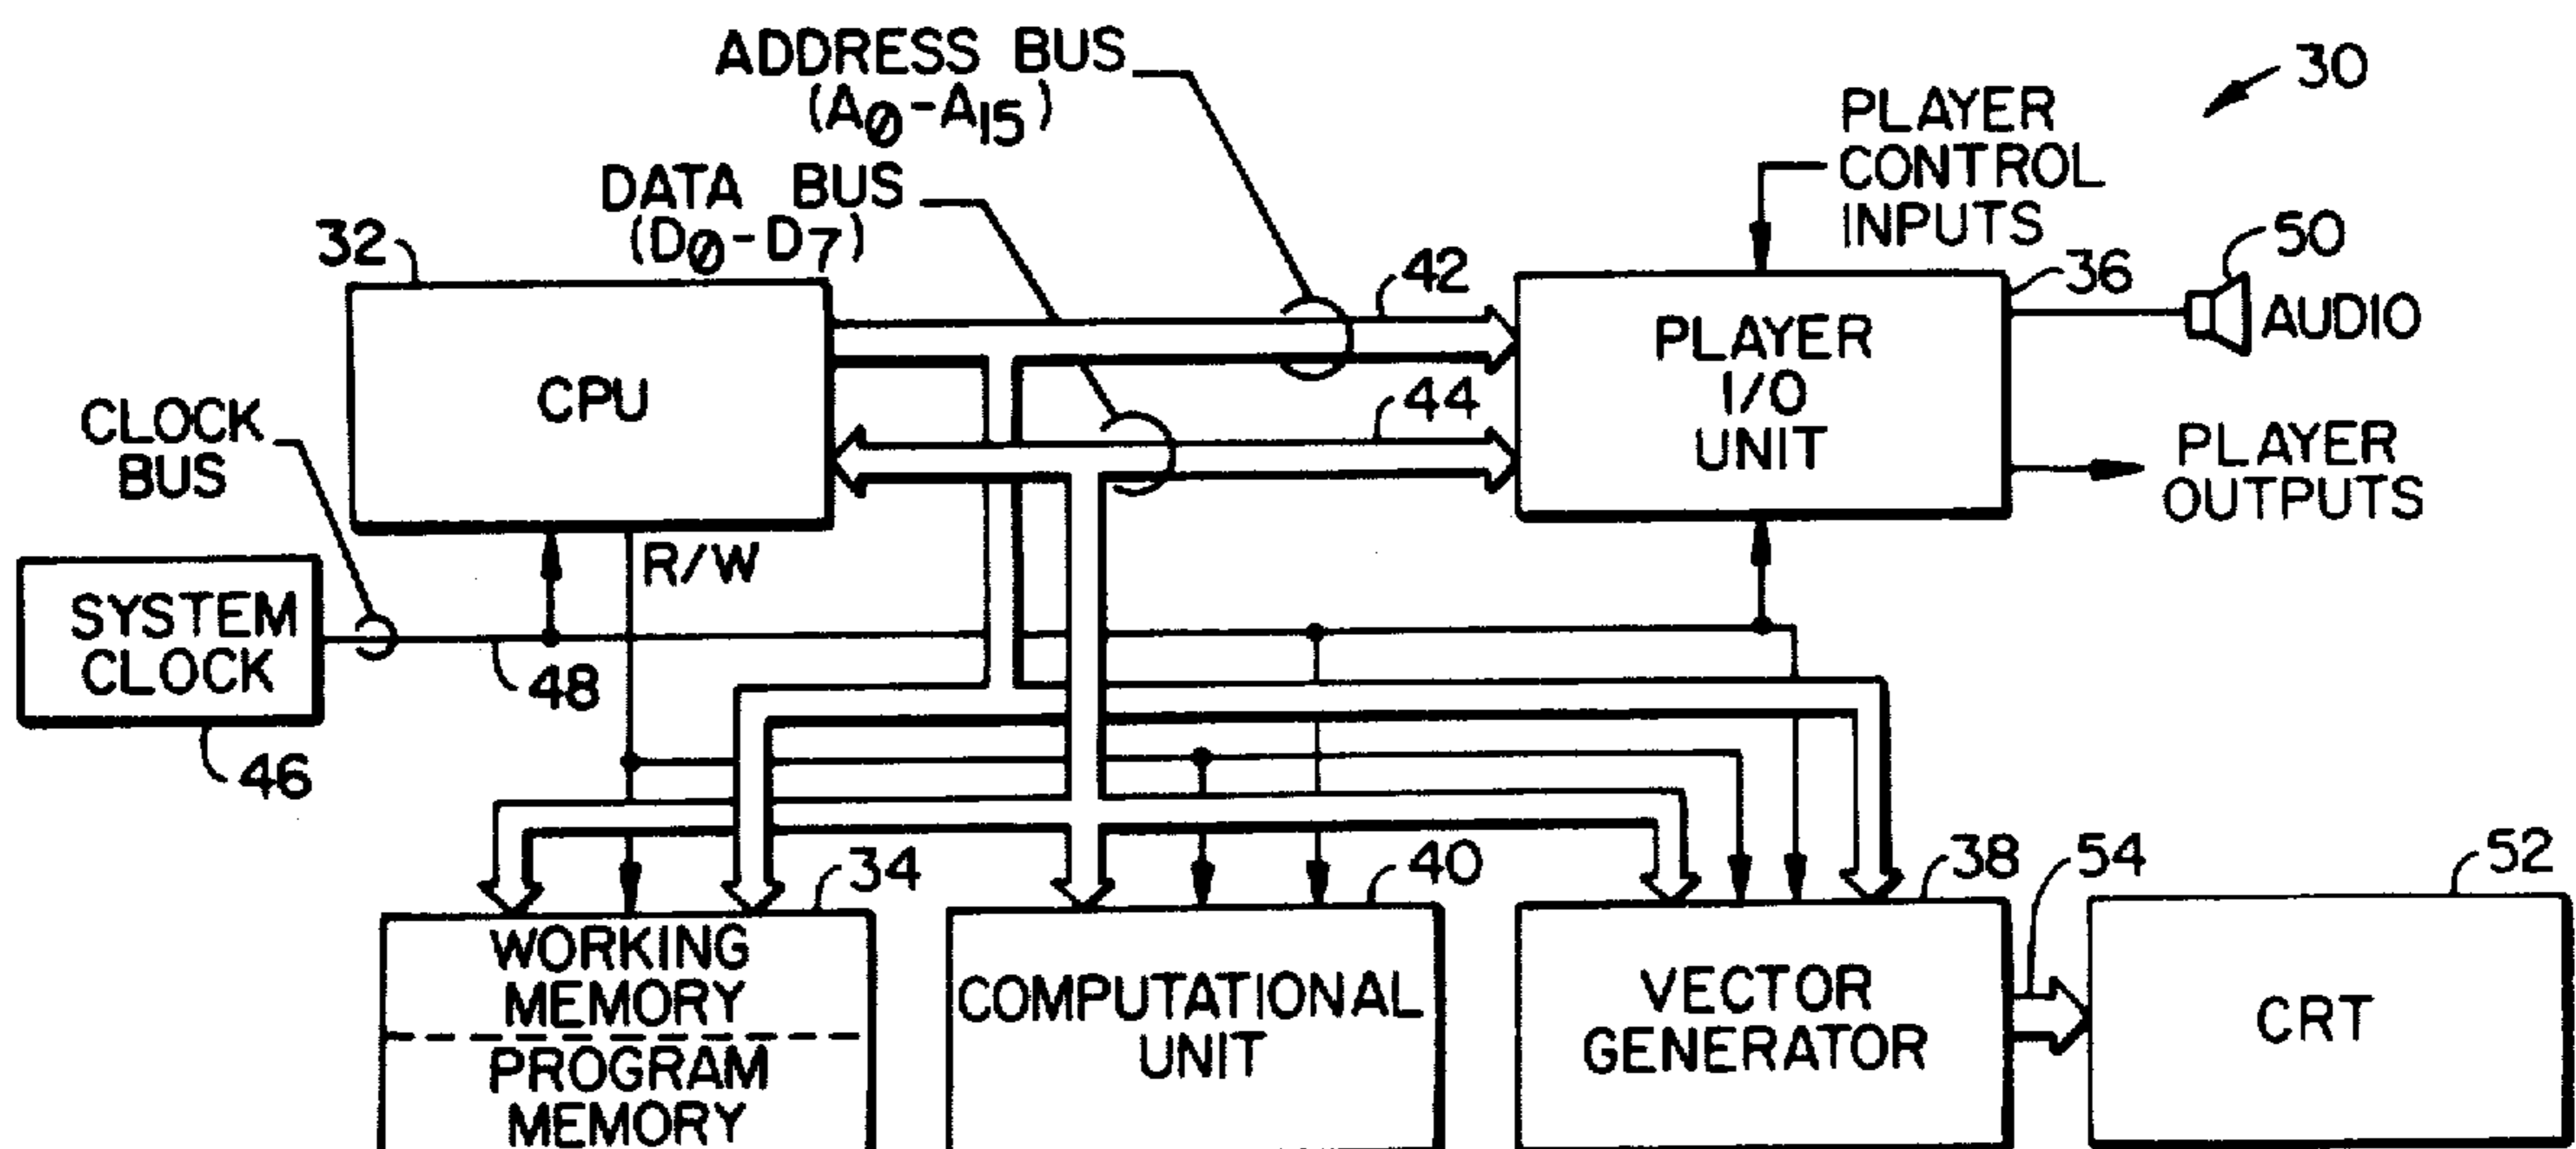 ADDRESS BUS
(AØ-A15)
DATA BUS
(DØ-D7)
30
PLAYER
CONTROL
INPUTS
32
42
36
50
AUDIO
CPU
PLAYER
I/O
UNIT
44
CLOCK
BUS
PLAYER
OUTPUTS
R/W
SYSTEM
CLOCK
48
46
34
40
38
54
52
WORKING
MEMORY
PROGRAM
MEMORY
COMPUTATIONAL
UNIT
VECTOR
GENERATOR
CRT